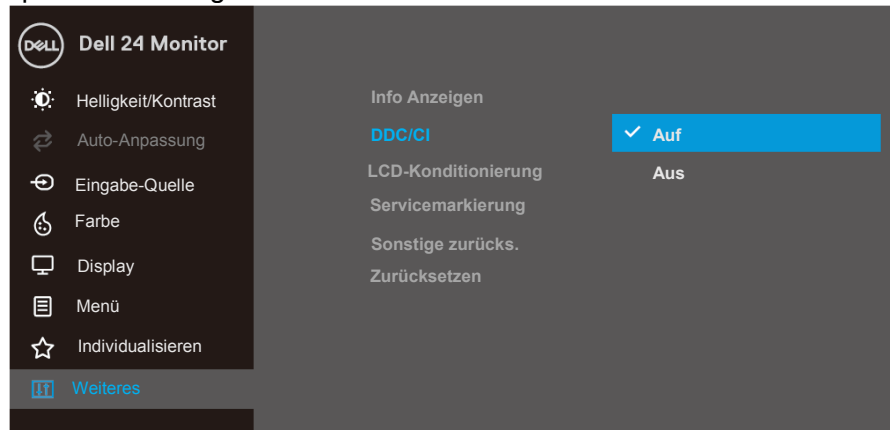 DELL
Dell 24 Monitor
Helligkeit/Kontrast
Auto-Anpassung
Eingabe-Quelle
Farbe
Display
Menü
Individualisieren
Weiteres
Info Anzeigen
DDC/CI
LCD-Konditionierung
Servicemarkierung
Sonstige zurücks.
Zurücksetzen
Auf
Aus